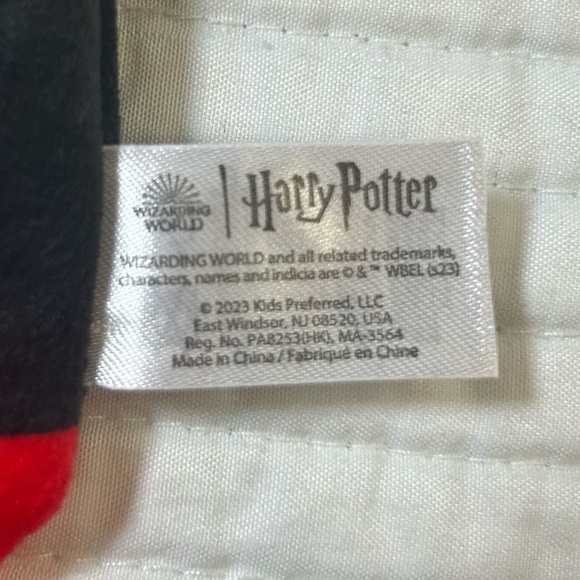 WIZARDING
WORLD
Harry Potter
WIZARDING WORLD and all related trademarks,
characters, names and indicia are © & ™ WBEI. (s23)
© 2023 Kids Preferred, LLC
East Windsor, NJ 08520, USA
Reg. No. PA8253(HK), MA-3564
Made in China / Fabriqué en Chine